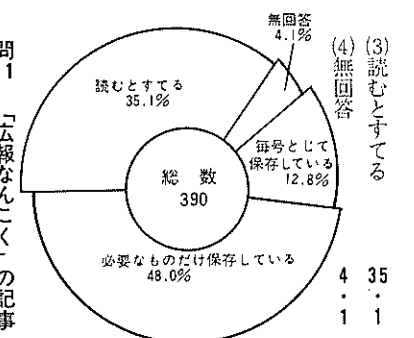 (3)読むとすてる 35・1
(4)無回答 4・1
無回答
4.1%
読むとすてる
35.1%
毎号とじて
保存している
12.8%
総数
390
必要なものだけ保存している
48.0%
問1 「広報なんこく」の記事